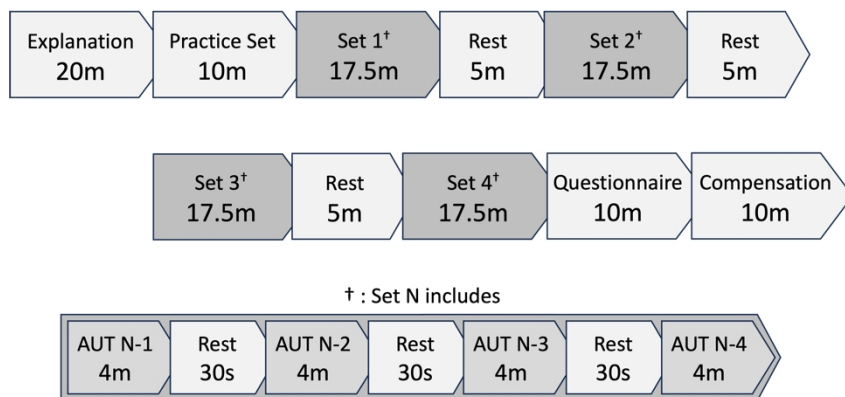 Explanation
20m
Practice Set
10m
Set 1†
17.5m
Rest
5m
Set 2†
17.5m
Rest
5m
Set 3†
17.5m
Rest
5m
Set 4†
17.5m
Questionnaire
10m
Compensation
10m
† : Set N includes
AUT N-1
4m
Rest
30s
AUT N-2
4m
Rest
30s
AUT N-3
4m
Rest
30s
AUT N-4
4m